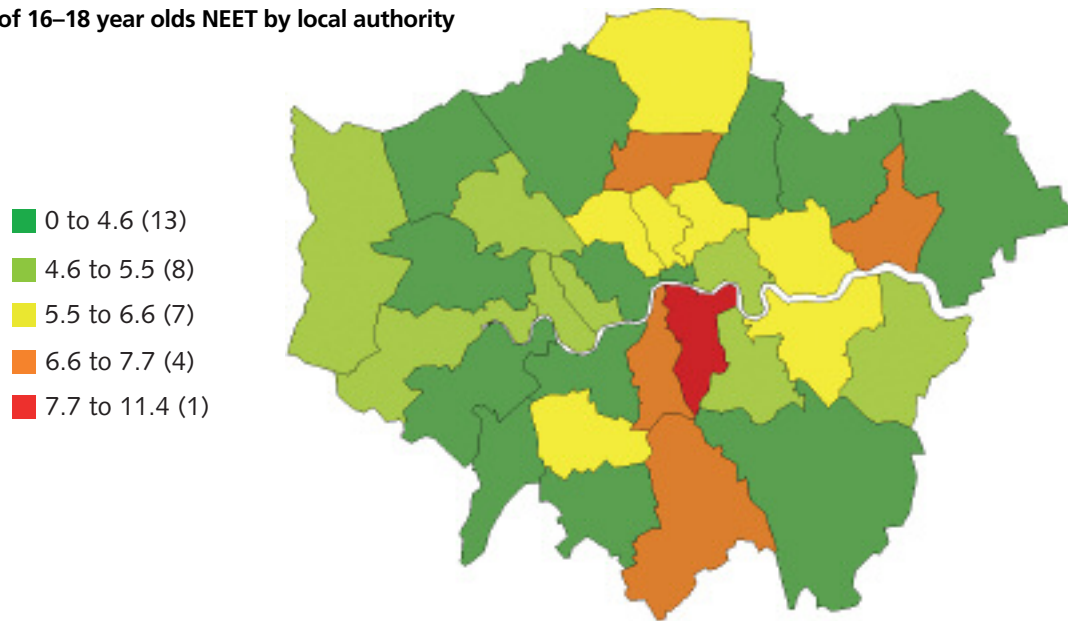 of 16–18 year olds NEET by local authority
0 to 4.6 (13)
4.6 to 5.5 (8)
5.5 to 6.6 (7)
6.6 to 7.7 (4)
7.7 to 11.4 (1)